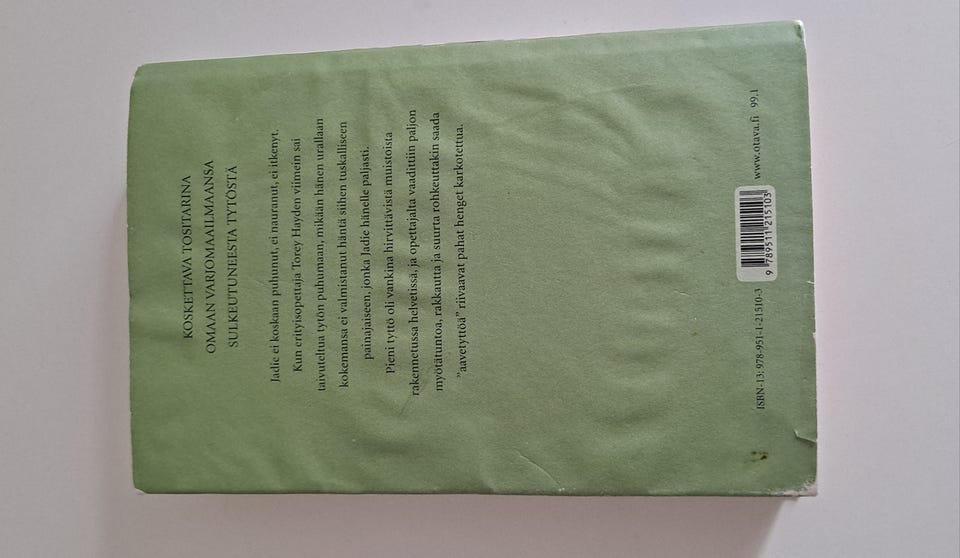 KOSKETTAVA TOSITARINA
OMAAN VARJOMAAILMAANSA
SULKEUTUNEESTA TYTÖSTÄ
Jadie ei koskaan puhunut, ei nauranut, ei itkenyt.
Kun erityisopettaja Torey Hayden viimein sai
taivuteltua tytön puhumaan, mikään hänen urallaan
kokemansa ei valmistanut häntä siihen tuskalliseen
painajaiseen, jonka Jadie hänelle paljasti.
Pieni tyttö oli vankina hirvittävistä muistoista
rakennetussa helvetissä, ja opettajalta vaadittiin paljon
myötätuntoa, rakkautta ja suurta rohkeuttakin saada
”aavetyttöä” riivaavat pahat henget karkotettua.
ISBN-13: 978-951-1-21510-3
9 789511 215103
www.otava.fi 99.1